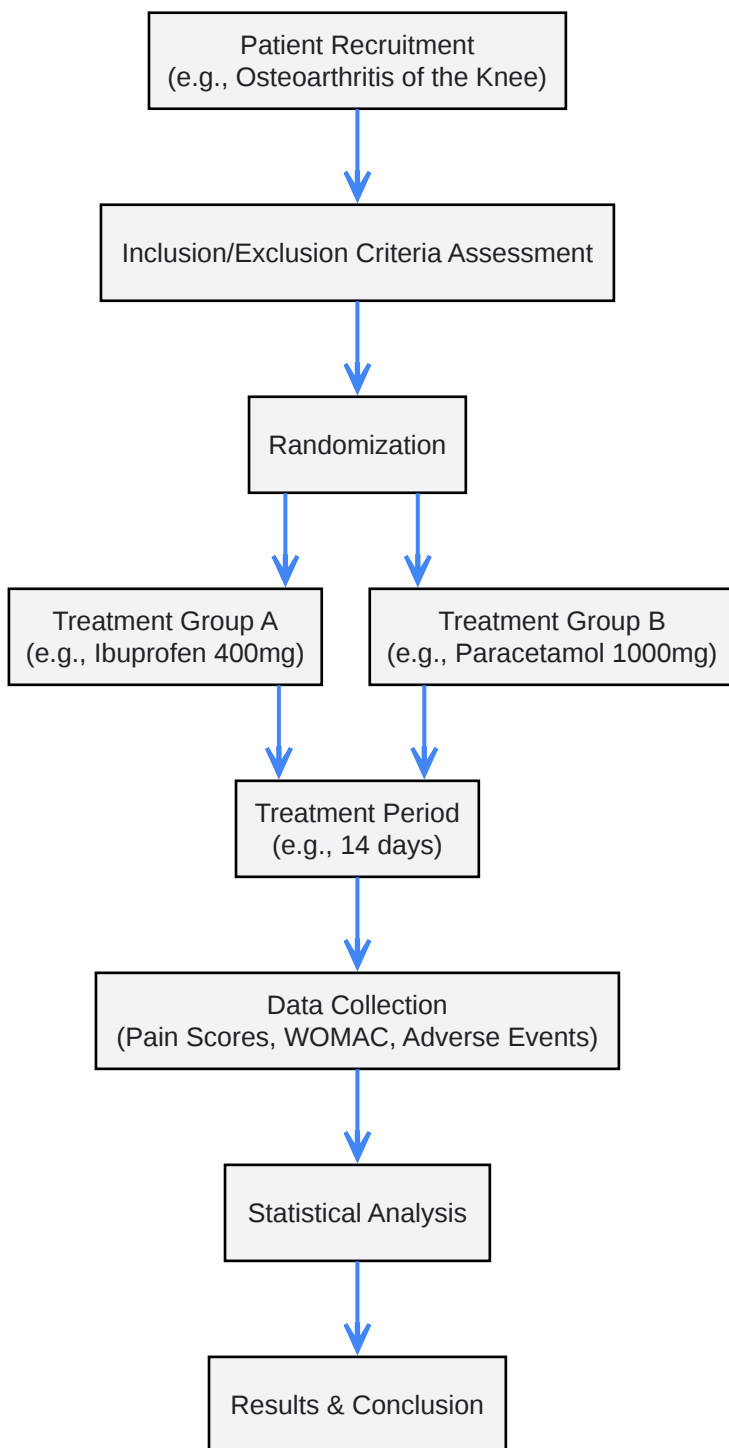 Patient Recruitment
(e.g., Osteoarthritis of the Knee)
Inclusion/Exclusion Criteria Assessment
Randomization
Treatment Group A
(e.g., Ibuprofen 400mg)
Treatment Group B
(e.g., Paracetamol 1000mg)
Treatment Period
(e.g., 14 days)
Data Collection
(Pain Scores, WOMAC, Adverse Events)
Statistical Analysis
Results & Conclusion